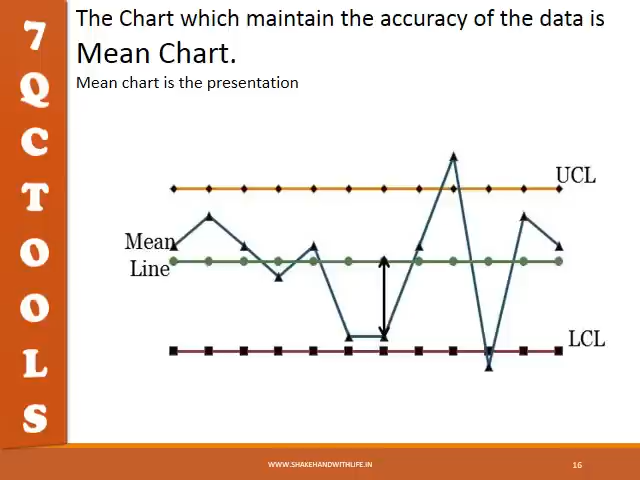 7
Q
C
T
O
O
L
S
The Chart which maintain the accuracy of the data is
Mean Chart.
Mean chart is the presentation
UCL
Mean
Line
LCL
WWW.SHAKEHANDWITHLIFE.IN
16